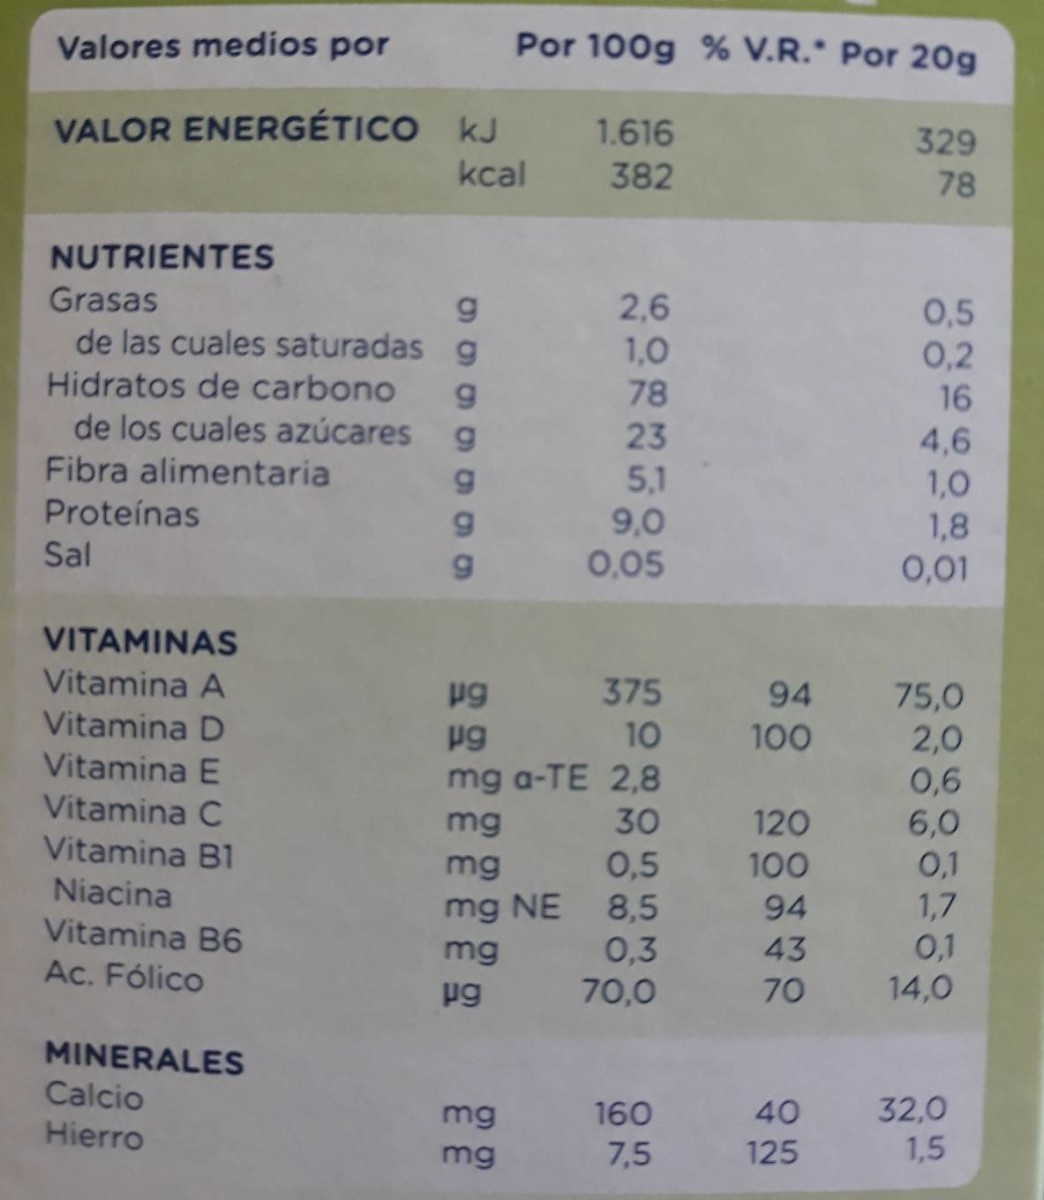 Valores medios por Por 100g % V.R.* Por 20g
VALOR ENERGÉTICO kJ 1.616 329
kcal 382 78
NUTRIENTES
Grasas g 2,6 0,5
de las cuales saturadas g 1,0 0,2
Hidratos de carbono g 78 16
de los cuales azúcares g 23 4,6
Fibra alimentaria g 5,1 1,0
Proteínas g 9,0 1,8
Sal g 0,05 0,01
VITAMINAS
Vitamina A µg 375 94 75,0
Vitamina D µg 10 100 2,0
Vitamina E mg α-TE 2,8 0,6
Vitamina C mg 30 120 6,0
Vitamina B1 mg 0,5 100 0,1
Niacina mg NE 8,5 94 1,7
Vitamina B6 mg 0,3 43 0,1
Ac. Fólico µg 70,0 70 14,0
MINERALES
Calcio mg 160 40 32,0
Hierro mg 7,5 125 1,5